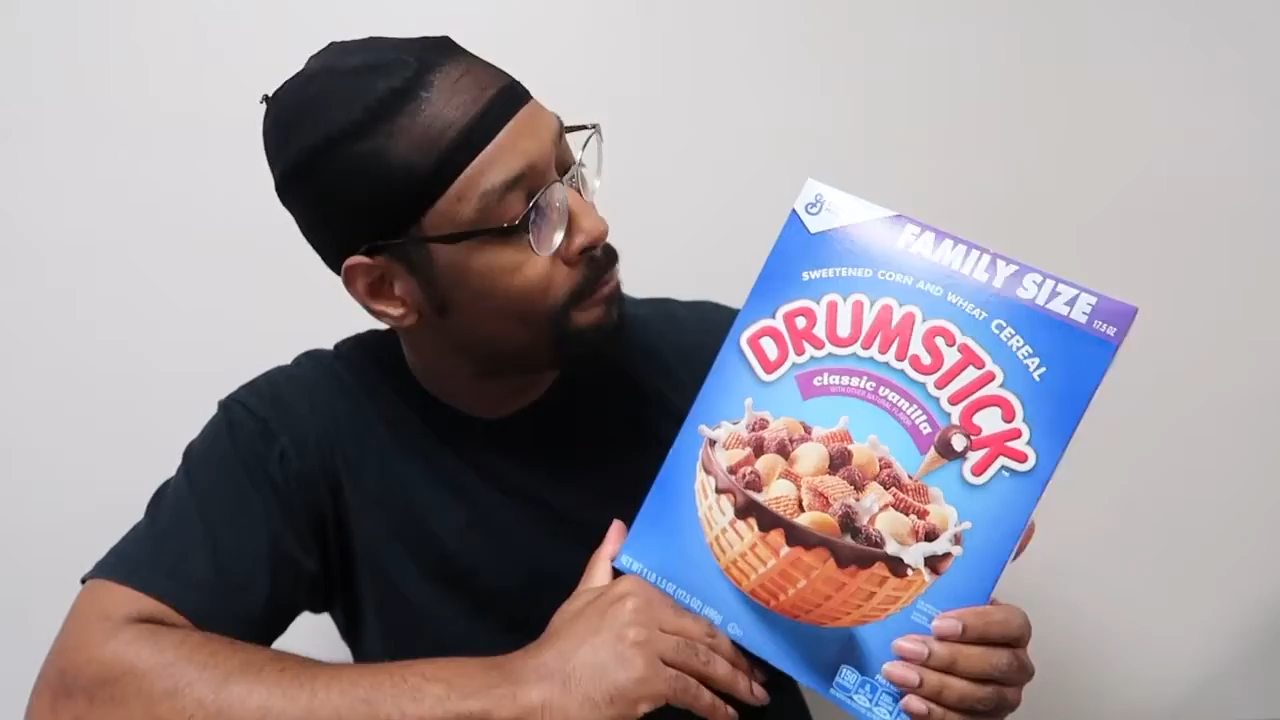 FAMILY SIZE
17.5 OZ
SWEETENED CORN AND WHEAT CEREAL
DRUMSTICK
classic vanilla
WITH OTHER NATURAL FLAVOR
NET WT 1 LB 1.5 OZ (17.5 OZ) (496g)
150